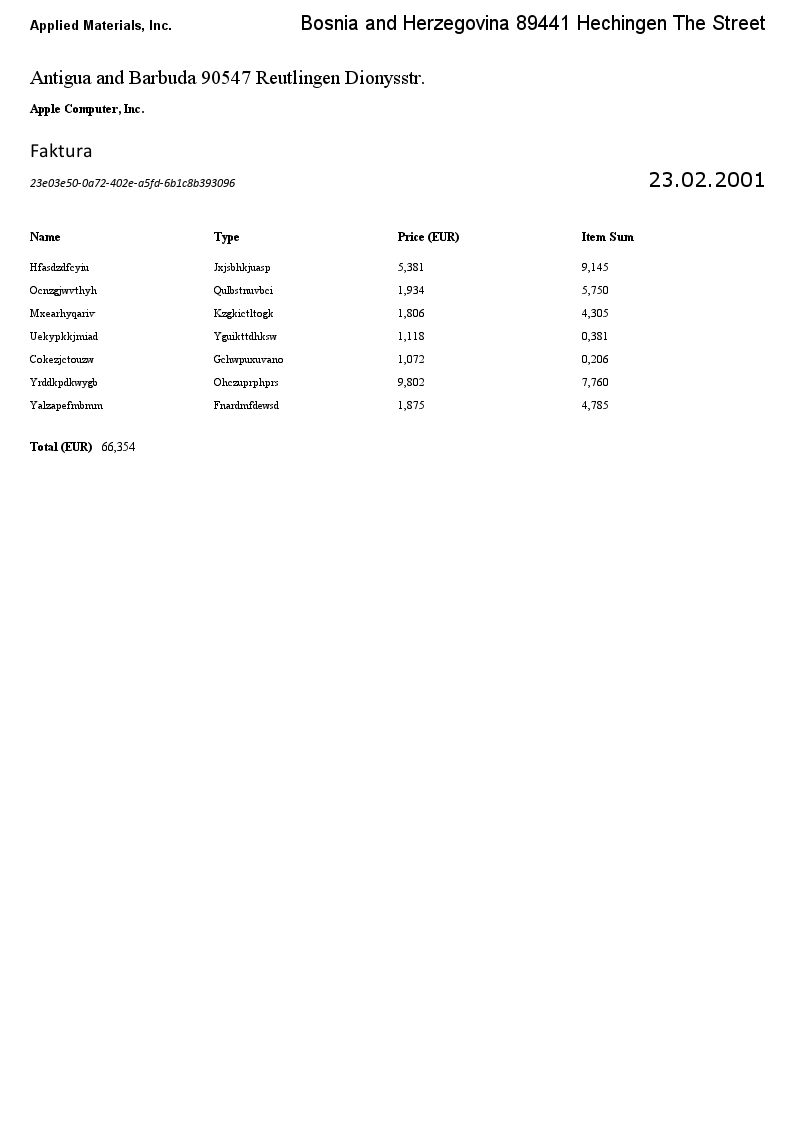 Applied Materials, Inc. Bosnia and Herzegovina 89441 Hechingen The Street
Antigua and Barbuda 90547 Reutlingen Dionysstr.
Apple Computer, Inc.
Faktura
23e03e50-0a72-402e-a5fd-6b1c8b393096 23.02.2001
Name Type Price (EUR) Item Sum
Hfasdzdfcyiu Jxjsbhkjuasp 5,381 9,145
Ocnzgjwvthyh Qulbstnuvbci 1,934 5,750
Mxearhyqariv Kzgkictltogk 1,806 4,305
Uekypkkjmiad Yguikttdhksw 1,118 0,381
Cokezjctouzw Gchwpuxuvano 1,072 0,206
Yrddkpdkwygb Ohczuprphprs 9,802 7,760
Yalzapefmbmm Fnardmfdewsd 1,875 4,785
Total (EUR) 66,354